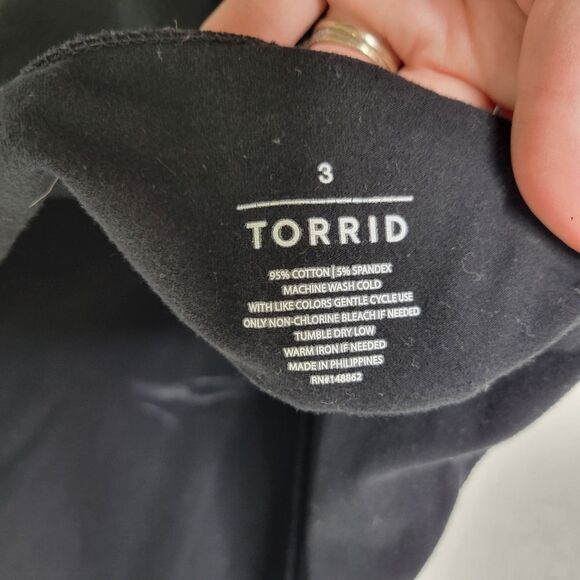 3
TORRID
95% COTTON | 5% SPANDEX
MACHINE WASH COLD
WITH LIKE COLORS GENTLE CYCLE USE
ONLY NON-CHLORINE BLEACH IF NEEDED
TUMBLE DRY LOW
WARM IRON IF NEEDED
MADE IN PHILIPPINES
RN#148862